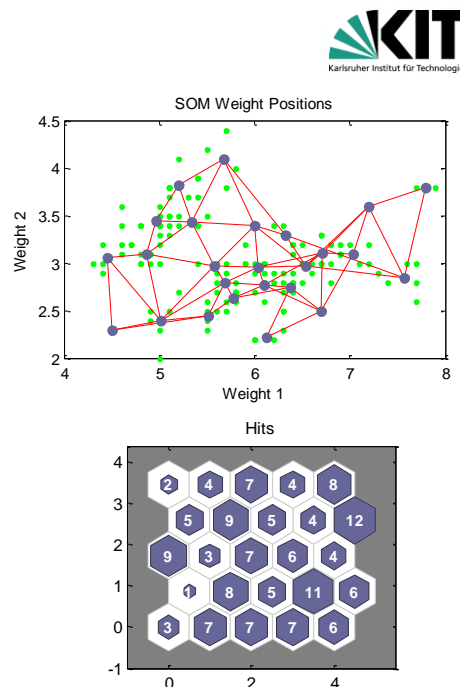 KIT
Karlsruher Institut für Technologie
SOM Weight Positions
4.5
4
3.5
3
2.5
2
Weight 2
4 5 6 7 8
Weight 1
Hits
4
3
2
1
0
-1
2 4 7 4 8
5 9 5 4 12
9 3 7 6 4
1 8 5 11 6
3 7 7 7 6
0 2 4